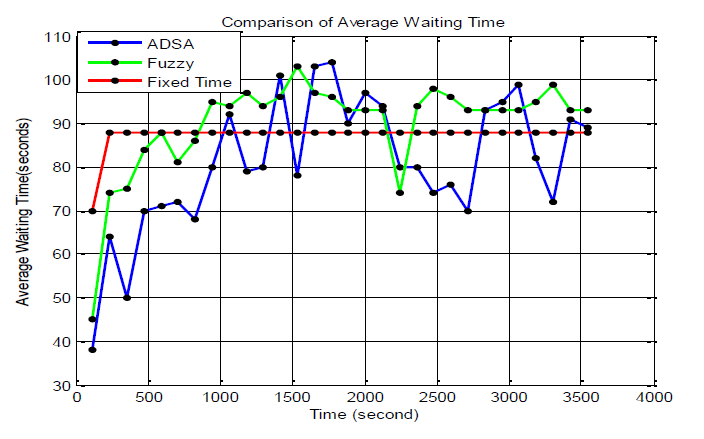 Comparison of Average Waiting Time
ADSA
Fuzzy
Fixed Time
Average Waiting Time(seconds)
110
100
90
80
70
60
50
40
30
0 500 1000 1500 2000 2500 3000 3500 4000
Time (second)